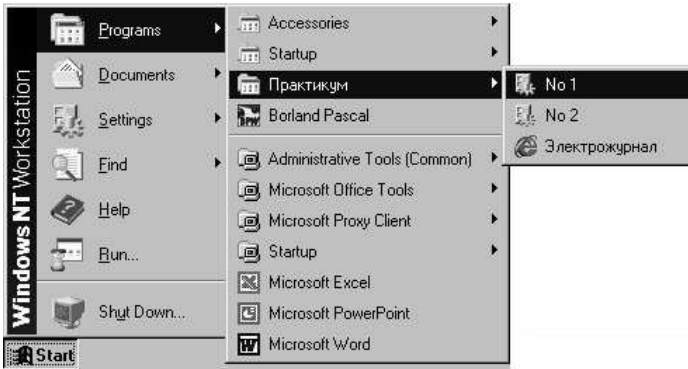 Windows NT Workstation
Programs
Documents
Settings
Find
Help
Run...
Shut Down...
Start
Accessories
Startup
Практикум
Borland Pascal
Administrative Tools (Common)
Microsoft Office Tools
Microsoft Proxy Client
Startup
Microsoft Excel
Microsoft PowerPoint
Microsoft Word
No 1
No 2
Электрожурнал